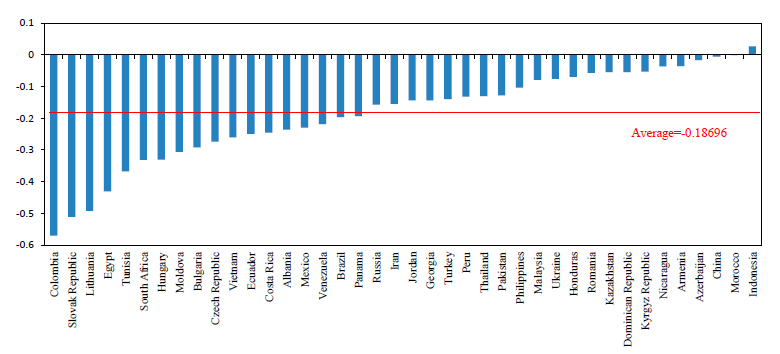 0.1
0
-0.1
-0.2
-0.3
-0.4
-0.5
-0.6
Average=-0.18696
Colombia
Slovak Republic
Lithuania
Egypt
Tunisia
South Africa
Hungary
Moldova
Bulgaria
Czech Republic
Vietnam
Ecuador
Costa Rica
Albania
Mexico
Venezuela
Brazil
Panama
Russia
Iran
Jordan
Georgia
Turkey
Peru
Thailand
Pakistan
Philippines
Malaysia
Ukraine
Honduras
Romania
Kazakhstan
Dominican Republic
Kyrgyz Republic
Nicaragua
Armenia
Azerbaijan
China
Morocco
Indonesia